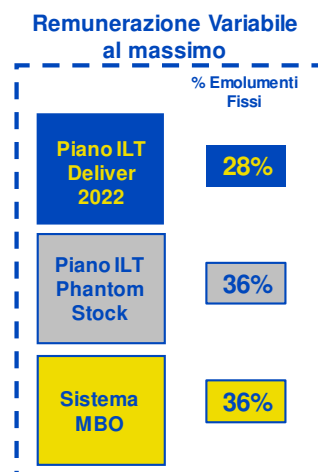 Remunerazione Variabile
al massimo
% Emolumenti
Fissi
Piano ILT
Deliver
2022
28%
Piano ILT
Phantom
Stock
36%
Sistema
MBO
36%